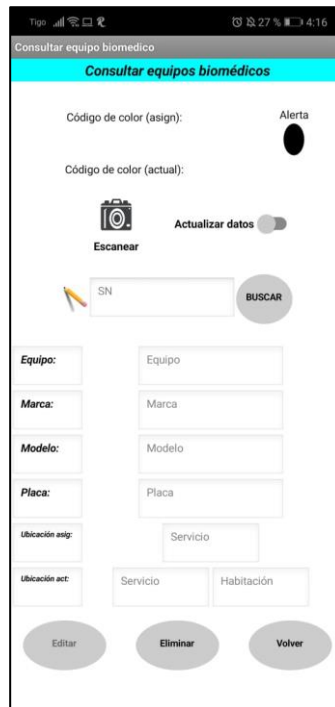 Tigo 27 % 4:16
Consultar equipo biomedico
Consultar equipos biomédicos
Código de color (asign): Alerta
Código de color (actual):
Actualizar datos
Escanear
SN BUSCAR
Equipo: Equipo
Marca: Marca
Modelo: Modelo
Placa: Placa
Ubicación asig: Servicio
Ubicación act: Servicio Habitación
Editar Eliminar Volver